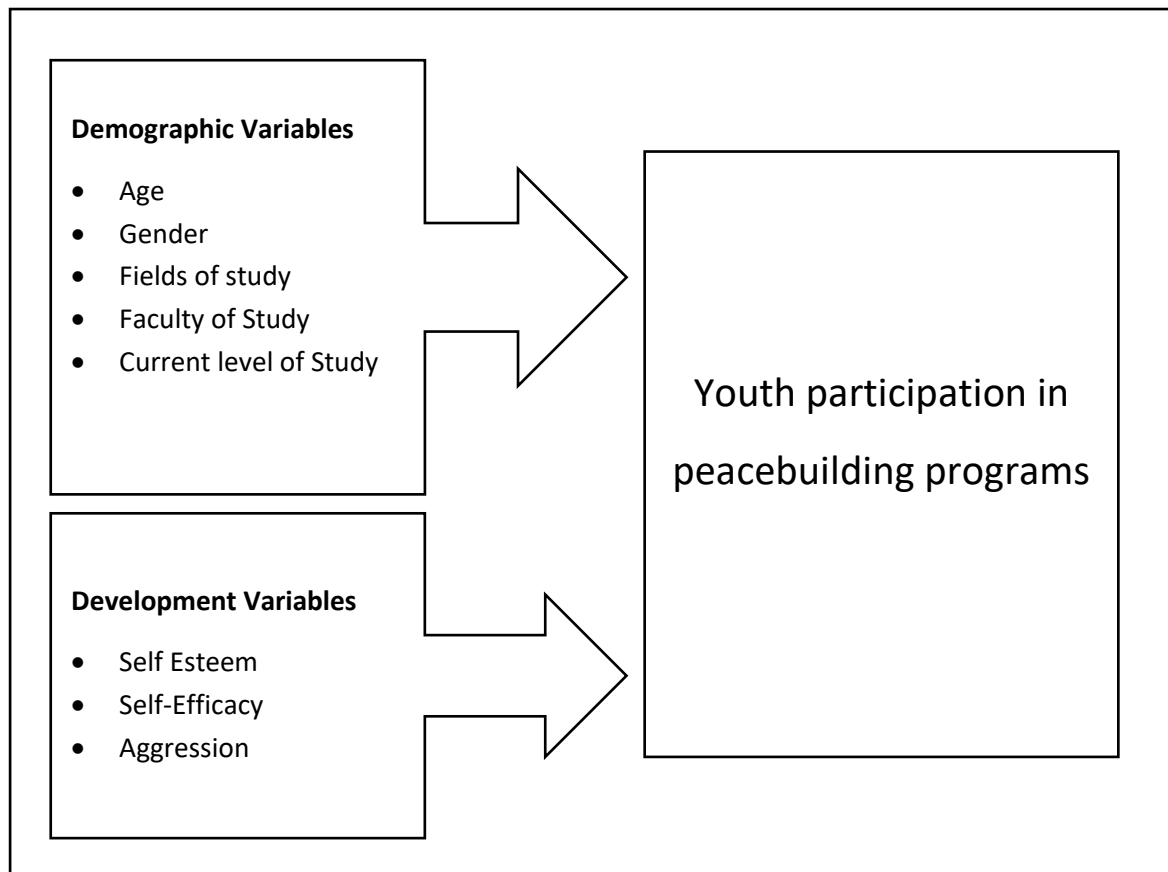 Demographic Variables
• Age
• Gender
• Fields of study
• Faculty of Study
• Current level of Study
Development Variables
• Self Esteem
• Self-Efficacy
• Aggression
Youth participation in
peacebuilding programs